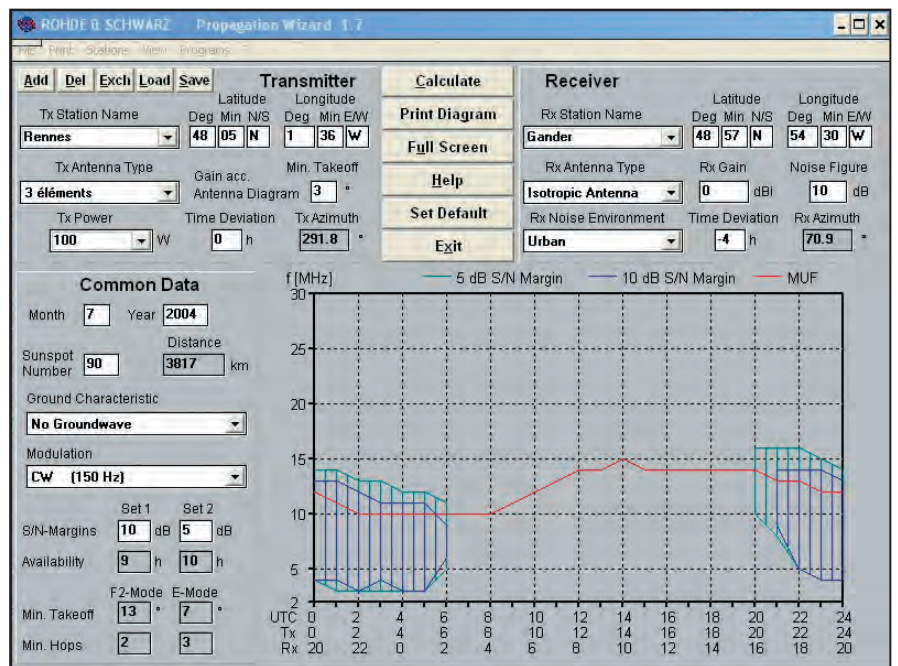 ROHDE & SCHWARZ Propagation Wizard 1.7
File Print Stations View Programs
Add Del Exch Load Save
Transmitter
Latitude Longitude
Tx Station Name Deg Min N/S Deg Min E/W
Rennes 48 05 N 1 36 W
Tx Antenna Type Gain acc. Antenna Diagram Min. Takeoff
3 éléments 3 °
Tx Power Time Deviation Tx Azimuth
100 W 0 h 291.8 °
Calculate
Print Diagram
Full Screen
Help
Set Default
Exit
Receiver
Latitude Longitude
Rx Station Name Deg Min N/S Deg Min E/W
Gander 48 57 N 54 30 W
Rx Antenna Type Rx Gain Noise Figure
Isotropic Antenna 0 dBi 10 dB
Rx Noise Environment Time Deviation Rx Azimuth
Urban -4 h 70.9 °
Common Data
Month 7 Year 2004
Sunspot Number 90 Distance 3817 km
Ground Characteristic
No Groundwave
Modulation
CW (150 Hz)
Set 1 Set 2
S/N-Margins 10 dB 5 dB
Availability 9 h 10 h
F2-Mode E-Mode
Min. Takeoff 13 ° 7 °
Min. Hops 2 3
f [MHz] 5 dB S/N Margin 10 dB S/N Margin MUF
30
25
20
15
10
5
2
UTC 0 2 4 6 8 10 12 14 16 18 20 22 24
Tx 0 2 4 6 8 10 12 14 16 18 20 22 24
Rx 20 22 0 2 4 6 8 10 12 14 16 18 20